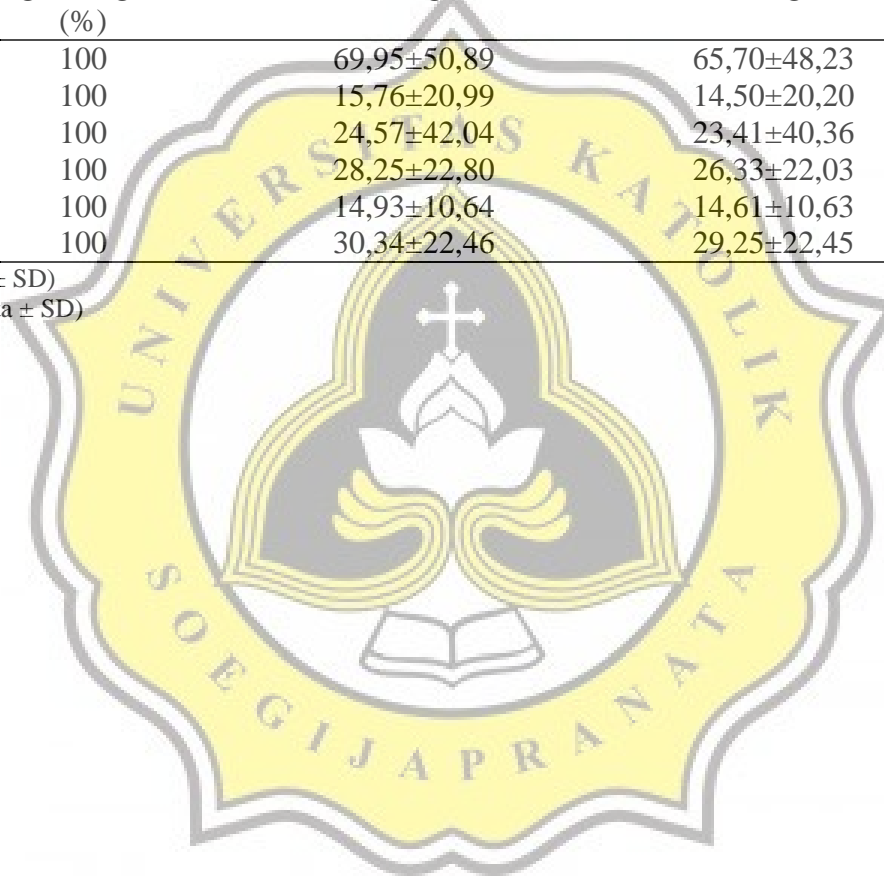 (%)
100 69,95±50,89 65,70±48,23
100 15,76±20,99 14,50±20,20
100 24,57±42,04 23,41±40,36
100 28,25±22,80 26,33±22,03
100 14,93±10,64 14,61±10,63
100 30,34±22,46 29,25±22,45
± SD)
± SD)
UNIVERSITAS KATOLIK
SOEGIJAPRANATA